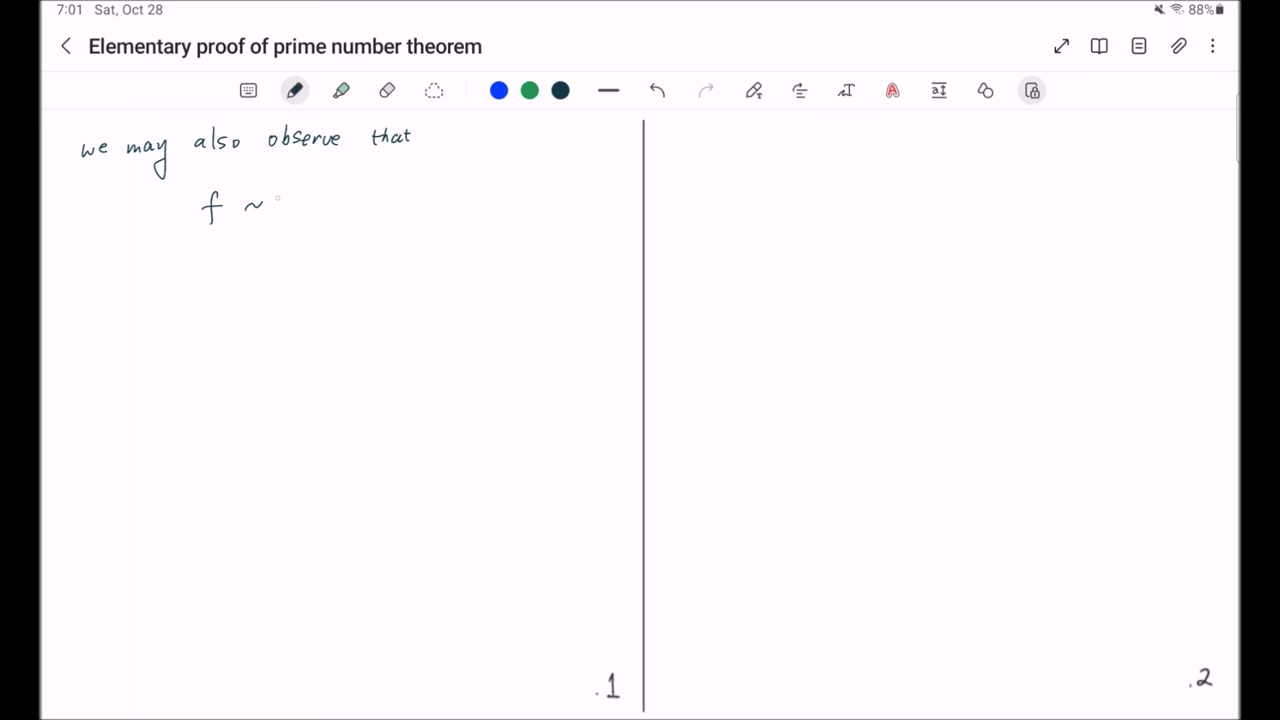 7:01 Sat, Oct 28
88%
Elementary proof of prime number theorem
we may also observe that
f ~
.1
.2